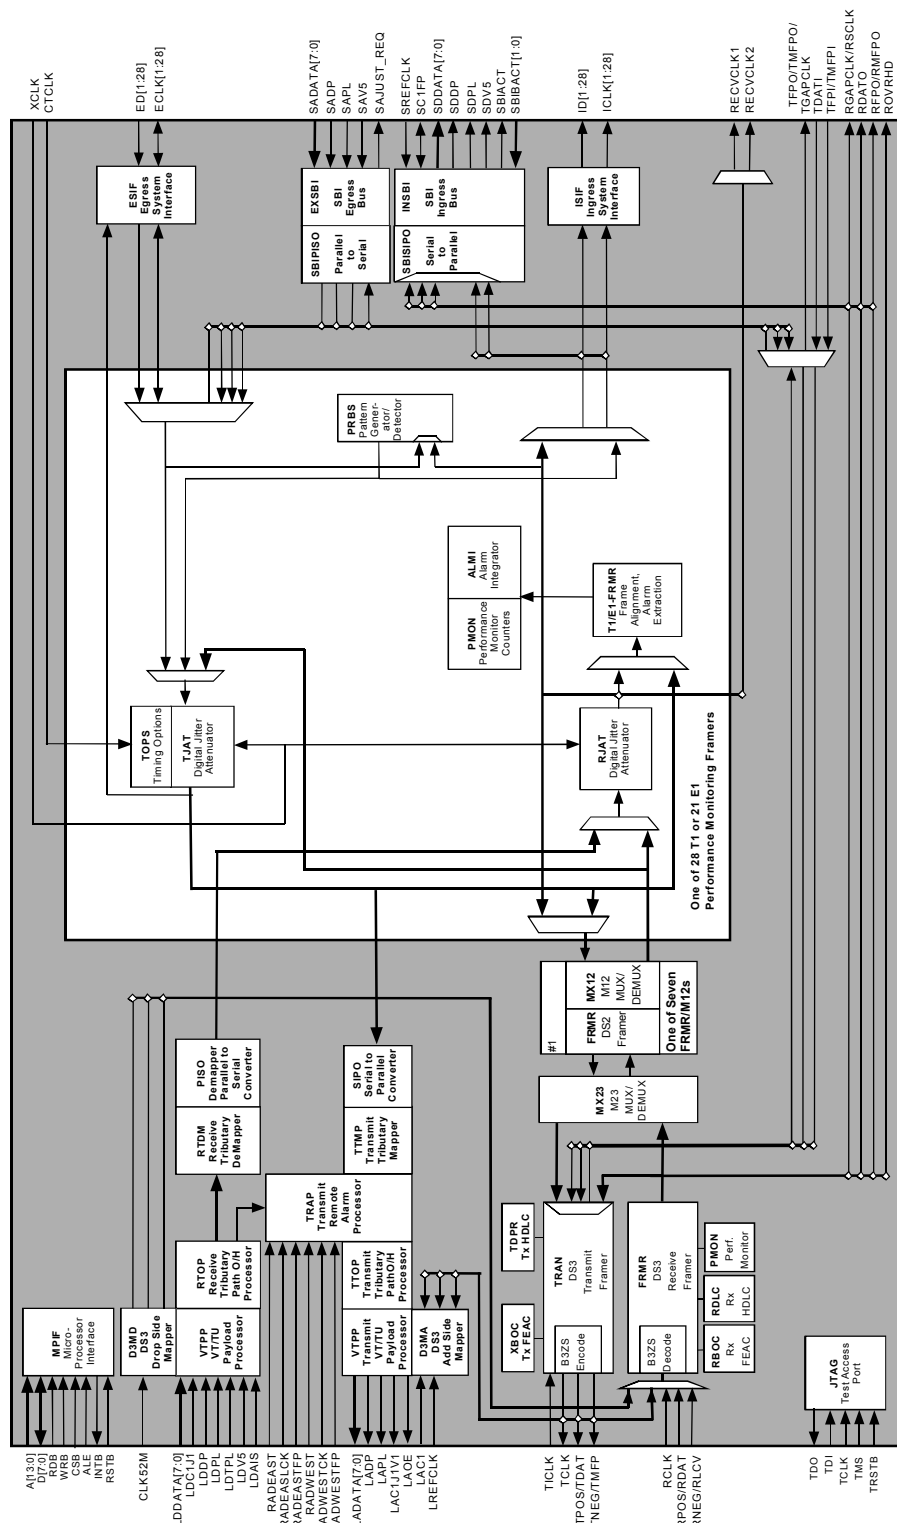 XCLK
CTCLK
ED[1:28]
ECLK[1:28]
SADATA[7:0]
SADP
SAPL
SAV5
SAJUST_REQ
SREFCLK
SC1FP
SDDATA[7:0]
SDDP
SDPL
SDV5
SBIACT
SBIBACT[1:0]
ID[1:28]
ICLK[1:28]
RECVCLK1
RECVCLK2
TFPO/TMFPO/
TGAPCLK
TDATI
TFPI/TMFPI
RGAPCLK/RSCLK
RDATO
RFPO/RMFPO
ROVRHD
ESIF
Egress
System
Interface
EXSBI
SBI
Egress
Bus
SBIPISO
Parallel
to
Serial
INSBI
SBI
Ingress
Bus
SBISIPO
Serial
to
Parallel
ISIF
Ingress
System
Interface
PRBS
Pattern
Gener-
ator/
Detector
ALMI
Alarm
Integrator
PMON
Performance
Monitor
Counters
T1/E1-FRMR
Frame
Alignment,
Alarm
Extraction
TOPS
Timing Options
TJAT
Digital Jitter
Attenuator
RJAT
Digital Jitter
Attenuator
One of 28 T1 or 21 E1
Performance Monitoring Framers
#1
MX12
M12
MUX/
DEMUX
FRMR
DS2
Framer
One of Seven
FRMR/M12s
MX23
M23
MUX/
DEMUX
PISO
Demapper
Parallel to
Serial
Converter
RTDM
Receive
Tributary
DeMapper
SIPO
Serial to
Parallel
Converter
TTMP
Transmit
Tributary
Mapper
TRAP
Transmit
Remote
Alarm
Processor
RTOP
Receive
Tributary
Path O/H
Processor
VTPP
VT/TU
Payload
Processor
TTOP
Transmit
Tributary
PathO/H
Processor
VTPP
Transmit
VT/TU
Payload
Processor
D3MA
DS3
Add Side
Mapper
MPIF
Micro-
Processor
Interface
D3MD
DS3
Drop Side
Mapper
TDPR
Tx HDLC
XBOC
Tx FEAC
TRAN
DS3
Transmit
Framer
B3ZS
Encode
FRMR
DS3
Receive
Framer
B3ZS
Decode
PMON
Perf.
Monitor
RDLC
Rx
HDLC
RBOC
Rx
FEAC
JTAG
Test Access
Port
A[13:0]
D[7:0]
RDB
WRB
CSB
ALE
INTB
RSTB
CLK52M
LDDATA[7:0]
LDC1J1
LDDP
LDPL
LDTPL
LDV5
LDAIS
RADEAST
RADEASLCK
RADEASTFP
RADWEST
RADWESTCK
RADWESTFP
LADATA[7:0]
LADP
LAPL
LAC1J1V1
LAOE
LAC1
LREFCLK
TICLK
TCLK
TPOS/TDAT
TNEG/TMFP
RCLK
RPOS/RDAT
RNEG/RLCV
TDO
TDI
TCLK
TMS
TRSTB